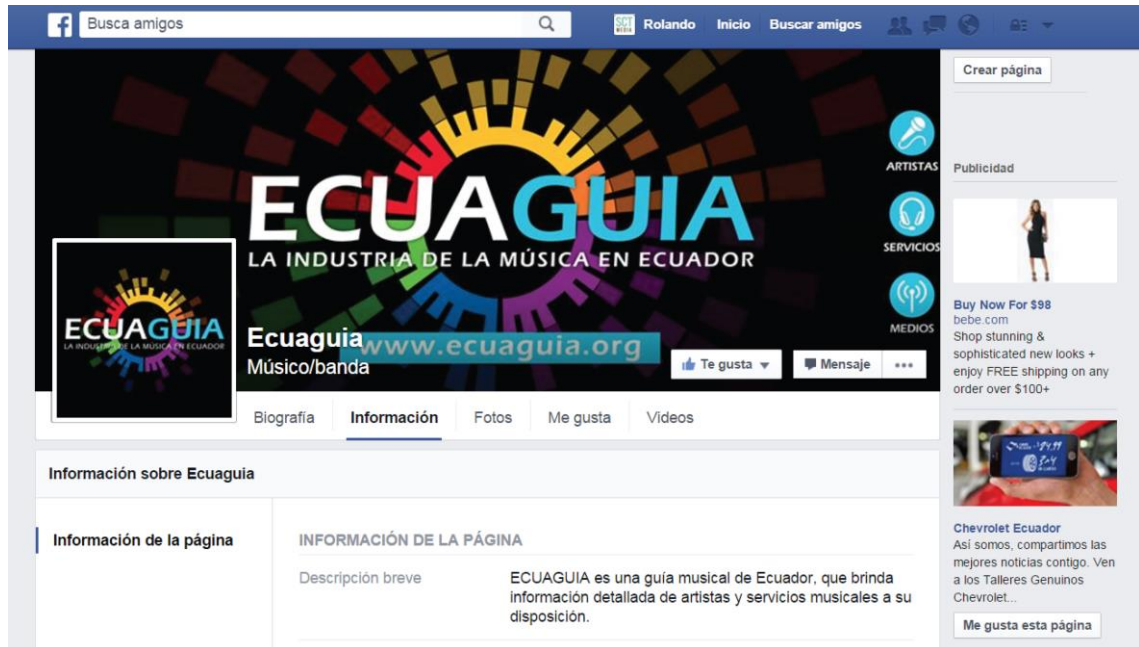 f
Busca amigos
SCT
MEDIA
Rolando
Inicio
Buscar amigos
ECUAGUIA
LA INDUSTRIA DE LA MÚSICA EN ECUADOR
www.ecuaguia.org
ARTISTAS
SERVICIOS
MEDIOS
ECUAGUIA
LA INDUSTRIA DE LA MÚSICA EN ECUADOR
Ecuaguia
Músico/banda
Te gusta
Mensaje
Biografía
Información
Fotos
Me gusta
Videos
Información sobre Ecuaguia
Información de la página
INFORMACIÓN DE LA PÁGINA
Descripción breve
ECUAGUIA es una guía musical de Ecuador, que brinda
información detallada de artistas y servicios musicales a su
disposición.
Crear página
Publicidad
Buy Now For $98
bebe.com
Shop stunning &
sophisticated new looks +
enjoy FREE shipping on any
order over $100+
Chevrolet Ecuador
Así somos, compartimos las
mejores noticias contigo. Ven
a los Talleres Genuinos
Chevrolet...
Me gusta esta página